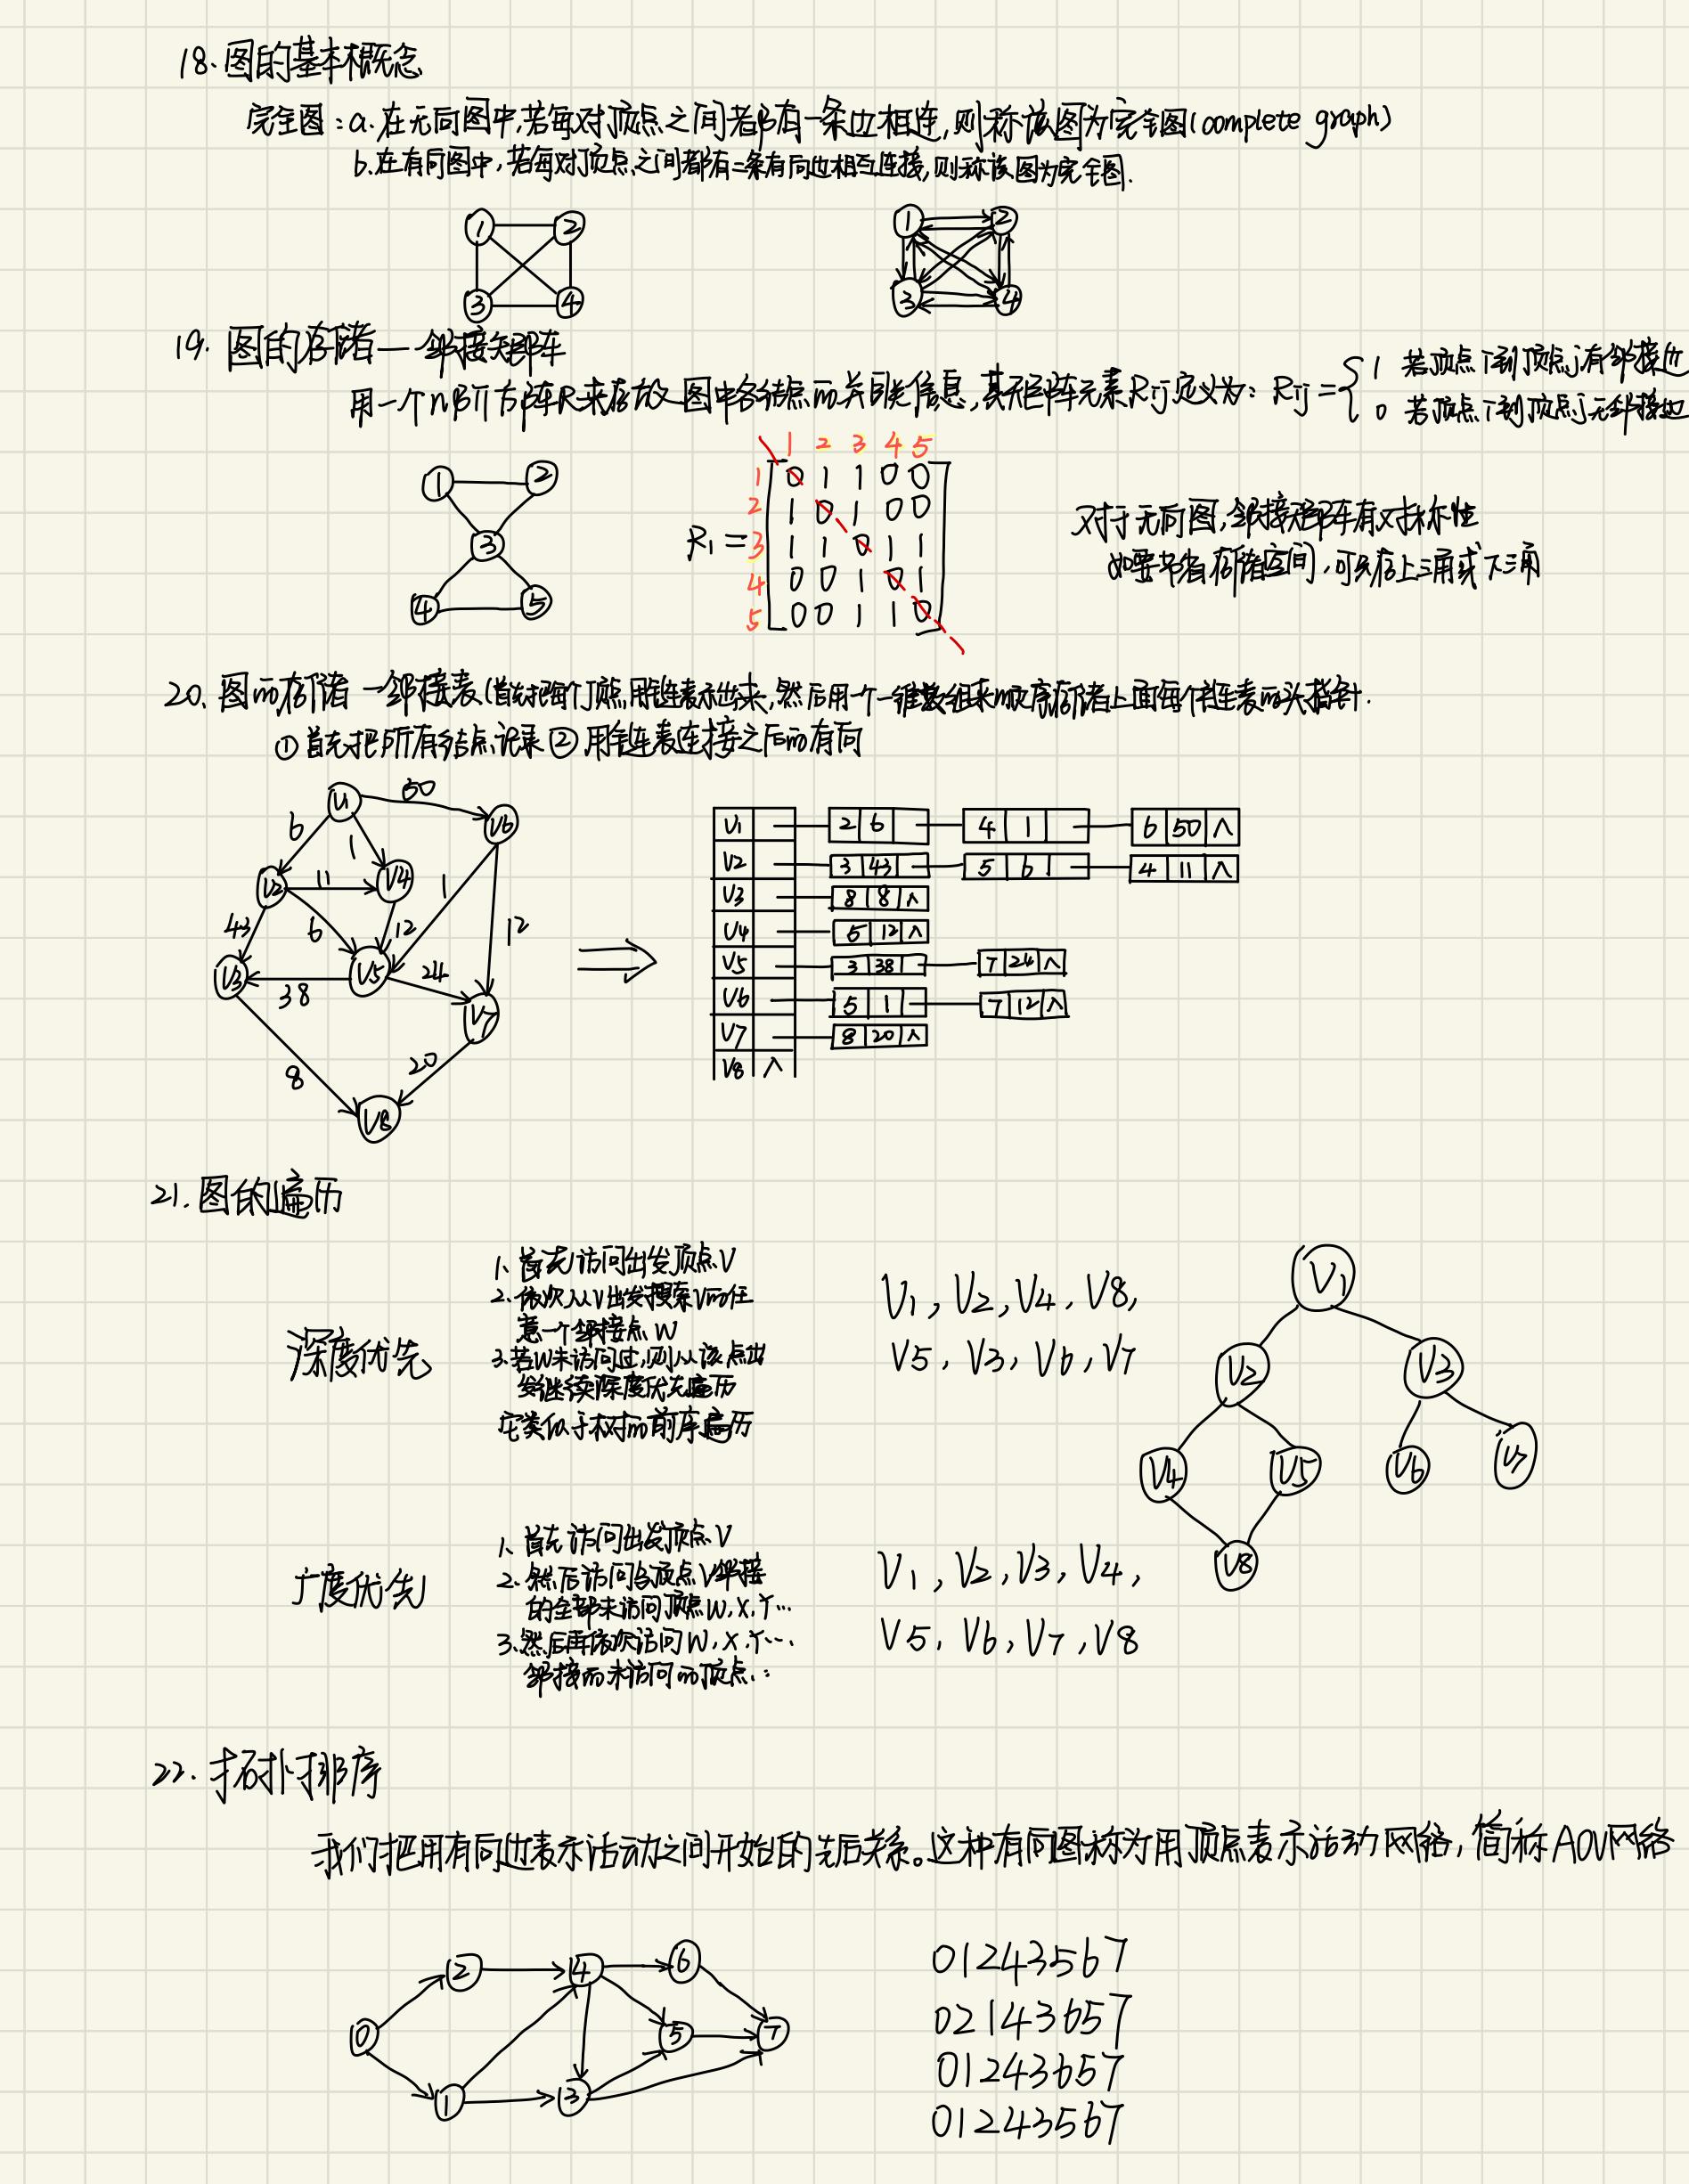 18. 图的基本概念
完全图：a. 在无向图中，若每对顶点之间都有一条边相连，则称该图为完全图(complete graph)
b. 在有向图中，若每对顶点之间都有二条有向边相互连接，则称该图为完全图.
1 2
3 4
1 2
3 4
19. 图的存储—邻接矩阵
用一个n阶方阵R来存放图中各结点的关联信息，其矩阵元素Rij定义为：Rij = { 1 若顶点i到顶点j有邻接边
0 若顶点i到顶点j无邻接边
1 2 3 4 5
1 0 1 1 0 0
2 1 0 1 0 0
R1 = 3 1 1 0 1 1
4 0 0 1 0 1
5 0 0 1 1 0
1 2
3
4 5
对于无向图，邻接矩阵有对称性
如要节省存储空间，可只存上三角或下三角
20. 图的存储—邻接表(首先把每个顶点用链表示出来，然后用一个一维数组来顺序存储上面每个链表的头指针.
① 首先把所有结点记录 ② 用链表连接之后的有向
V1 50 V6
6 1
V2 11 V4 1
43 6 12 12
V3 38 V5 24 V7
8 20
V8
V1 2 6 4 1 6 50 ∧
V2 3 43 5 6 4 11 ∧
V3 8 8 ∧
V4 5 12 ∧
V5 3 38 7 24 ∧
V6 5 1 7 12 ∧
V7 8 20 ∧
V8 ∧
21. 图的遍历
深度优先
1、首先访问出发顶点V
2、依次从V出发搜索V的任
意一个邻接点W
3、若W未访问过，则从该点出
发继续深度优先遍历
它类似于树的前序遍历
V1, V2, V4, V8,
V5, V3, V6, V7
V1
V2 V3
V4 V5 V6 V7
V8
广度优先
1、首先访问出发顶点V
2、然后访问与顶点V邻接
的全部未访问顶点W、X、Y…
3、然后再依次访问W、X、Y…
邻接的未访问的顶点.
V1, V2, V3, V4,
V5, V6, V7, V8
22. 拓扑排序
我们把用有向边表示活动之间开始的先后关系。这种有向图称为用顶点表示活动网络，简称AOV网络
2 4 6
0 5 7
1 3
01243567
02143657
01243657
01243567